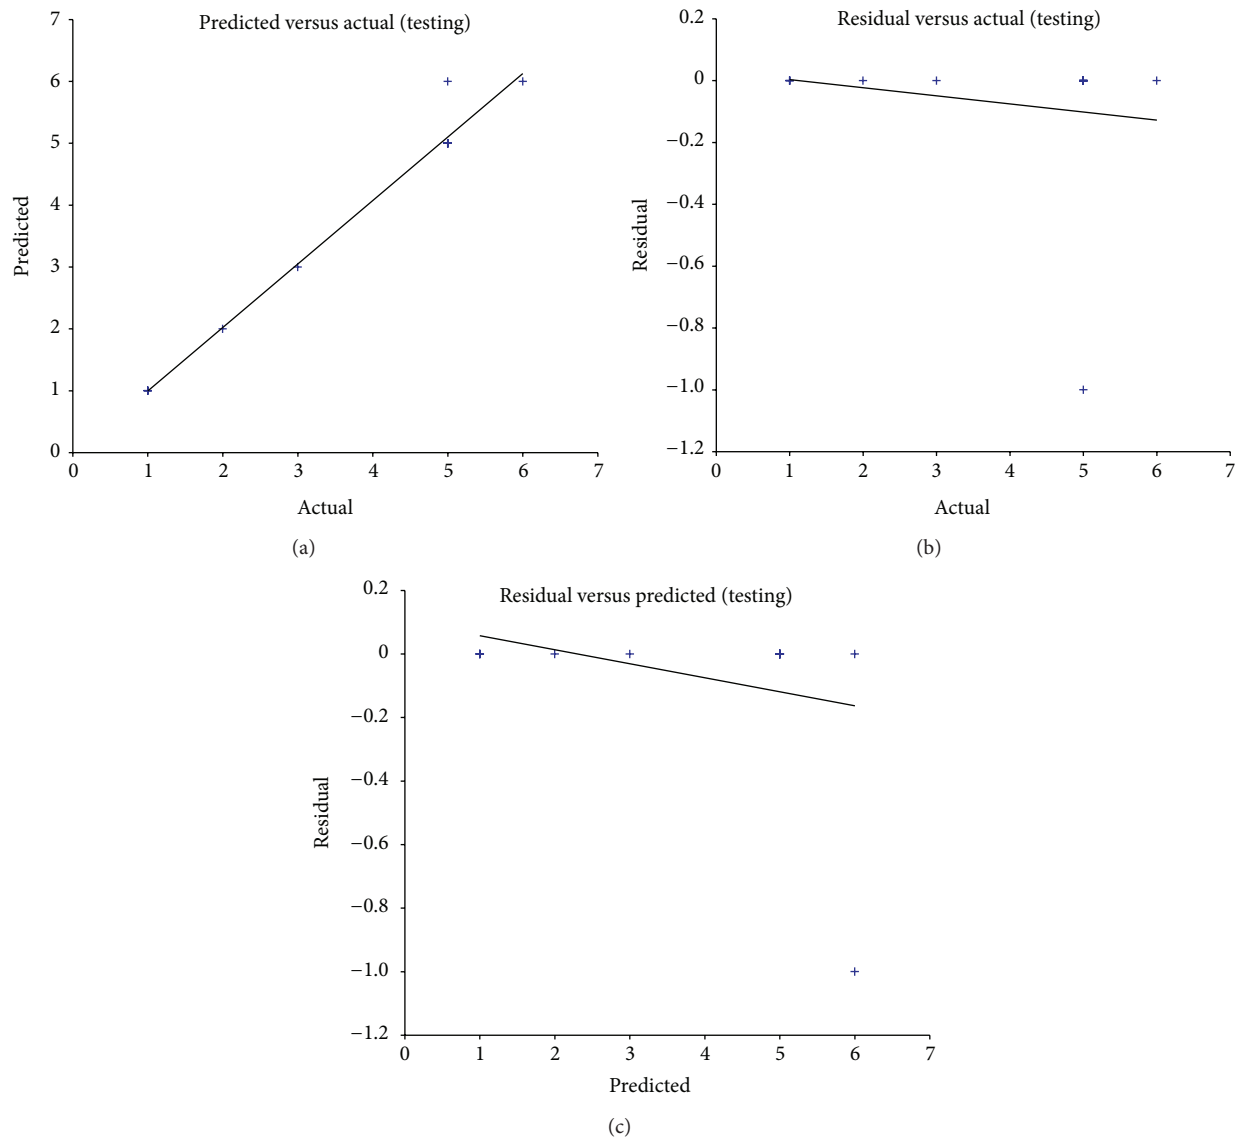 Predicted versus actual (testing)
7
6
5
4
3
2
1
0
0 1 2 3 4 5 6 7
Predicted
Actual
(a)
Residual versus actual (testing)
0.2
0
−0.2
−0.4
−0.6
−0.8
−1.0
−1.2
0 1 2 3 4 5 6 7
Residual
Actual
(b)
Residual versus predicted (testing)
0.2
0
−0.2
−0.4
−0.6
−0.8
−1.0
−1.2
0 1 2 3 4 5 6 7
Residual
Predicted
(c)